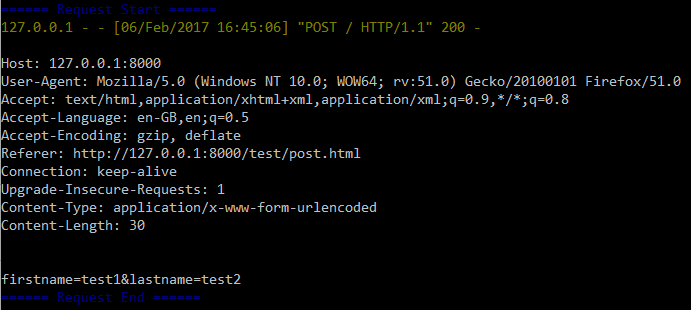 ====== Request Start ======
127.0.0.1 - - [06/Feb/2017 16:45:06] "POST / HTTP/1.1" 200 -
Host: 127.0.0.1:8000
User-Agent: Mozilla/5.0 (Windows NT 10.0; WOW64; rv:51.0) Gecko/20100101 Firefox/51.0
Accept: text/html,application/xhtml+xml,application/xml;q=0.9,*/*;q=0.8
Accept-Language: en-GB,en;q=0.5
Accept-Encoding: gzip, deflate
Referer: http://127.0.0.1:8000/test/post.html
Connection: keep-alive
Upgrade-Insecure-Requests: 1
Content-Type: application/x-www-form-urlencoded
Content-Length: 30
firstname=test1&lastname=test2
====== Request End ======